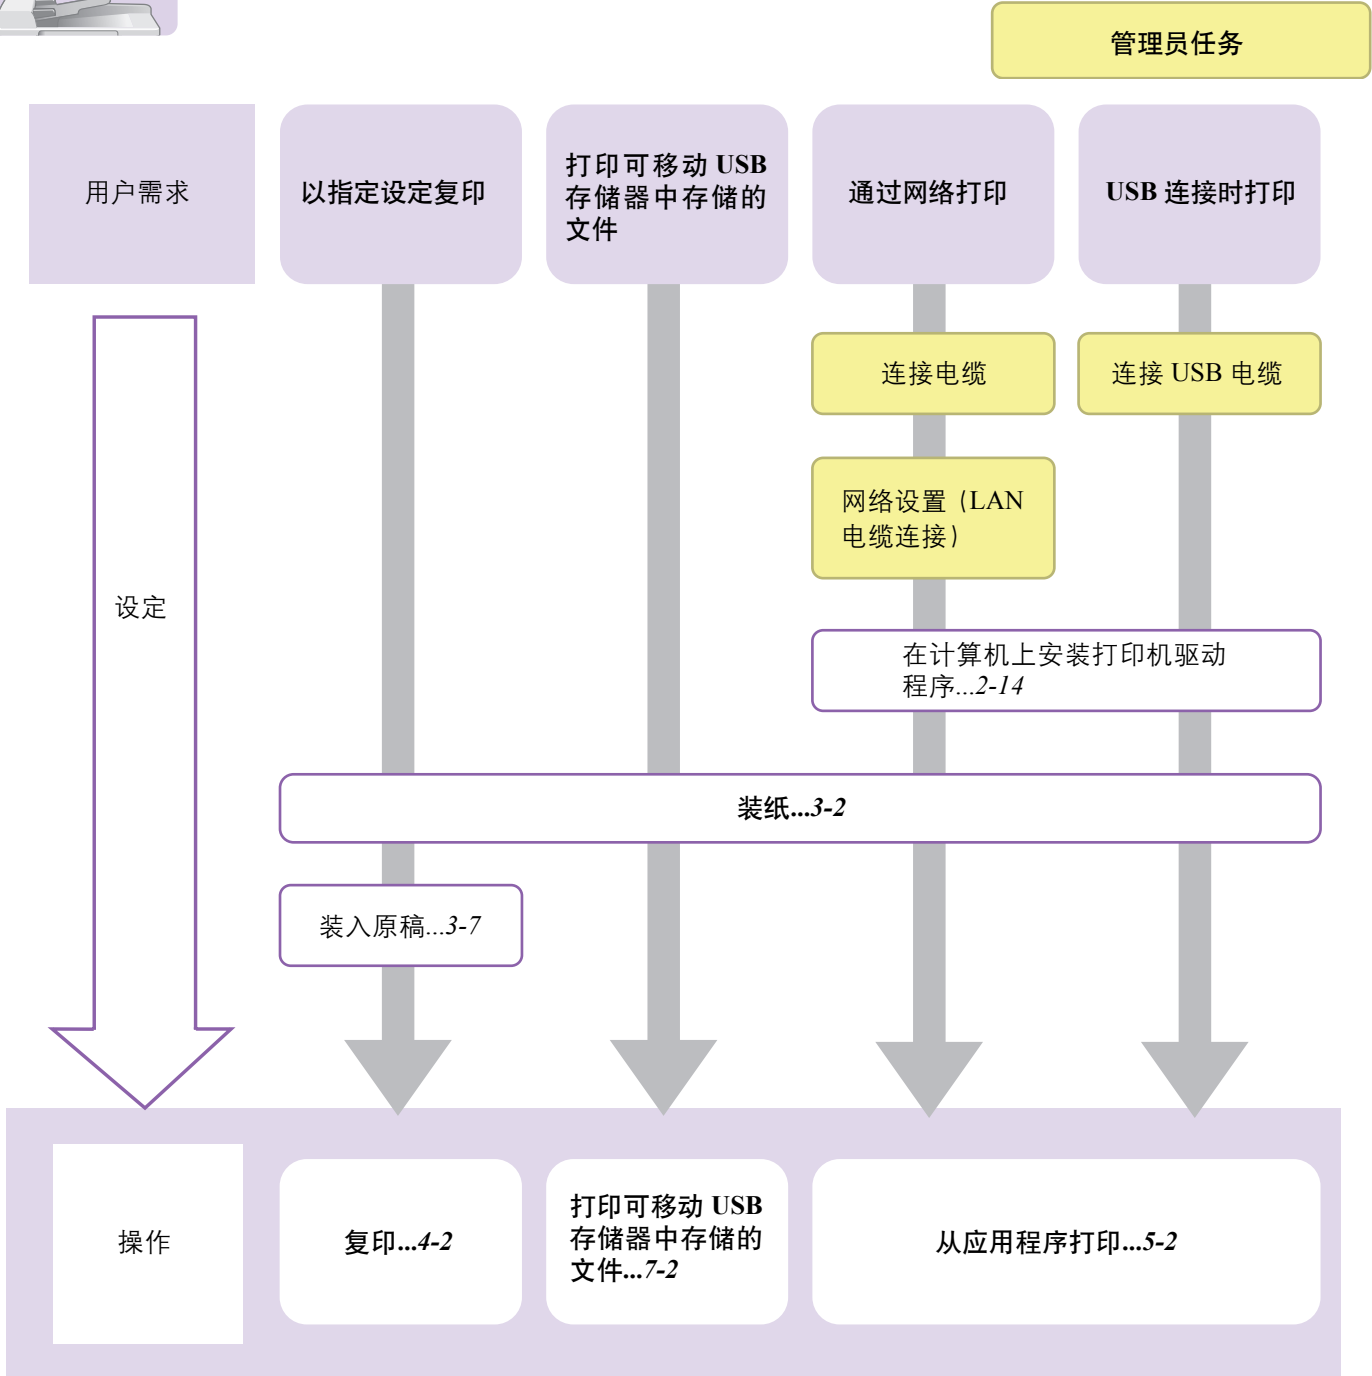 管理员任务
用户需求
以指定设定复印
打印可移动 USB
存储器中存储的
文件
通过网络打印
USB 连接时打印
连接电缆
连接 USB 电缆
网络设置（LAN
电缆连接）
设定
在计算机上安装打印机驱动
程序...2-14
装纸...3-2
装入原稿...3-7
操作
复印...4-2
打印可移动 USB
存储器中存储的
文件...7-2
从应用程序打印...5-2